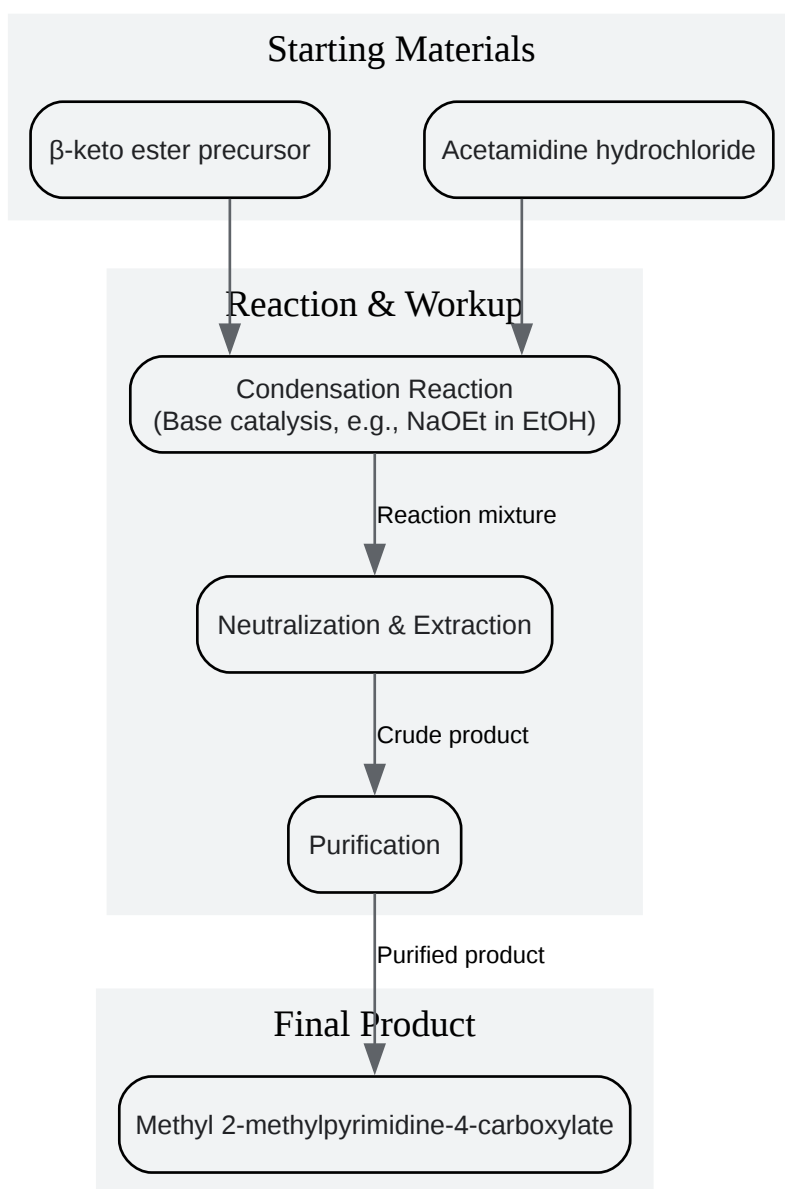 Starting Materials
β-keto ester precursor
Acetamidine hydrochloride
Reaction & Workup
Condensation Reaction
(Base catalysis, e.g., NaOEt in EtOH)
Reaction mixture
Neutralization & Extraction
Crude product
Purification
Purified product
Final Product
Methyl 2-methylpyrimidine-4-carboxylate